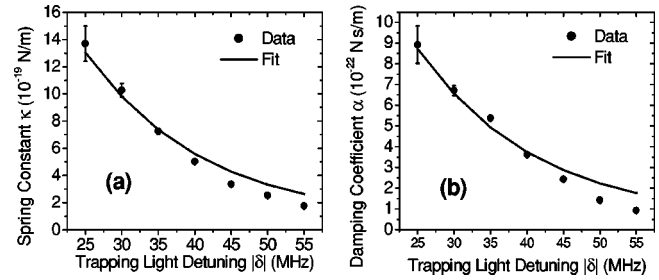 Spring Constant κ (10⁻¹⁹ N/m)
16
14
12
10
8
6
4
2
0
Data
Fit
(a)
25 30 35 40 45 50 55
Trapping Light Detuning |δ| (MHz)
Damping Coefficient α (10⁻²² N s/m)
10
9
8
7
6
5
4
3
2
1
0
Data
Fit
(b)
25 30 35 40 45 50 55
Trapping Light Detuning |δ| (MHz)